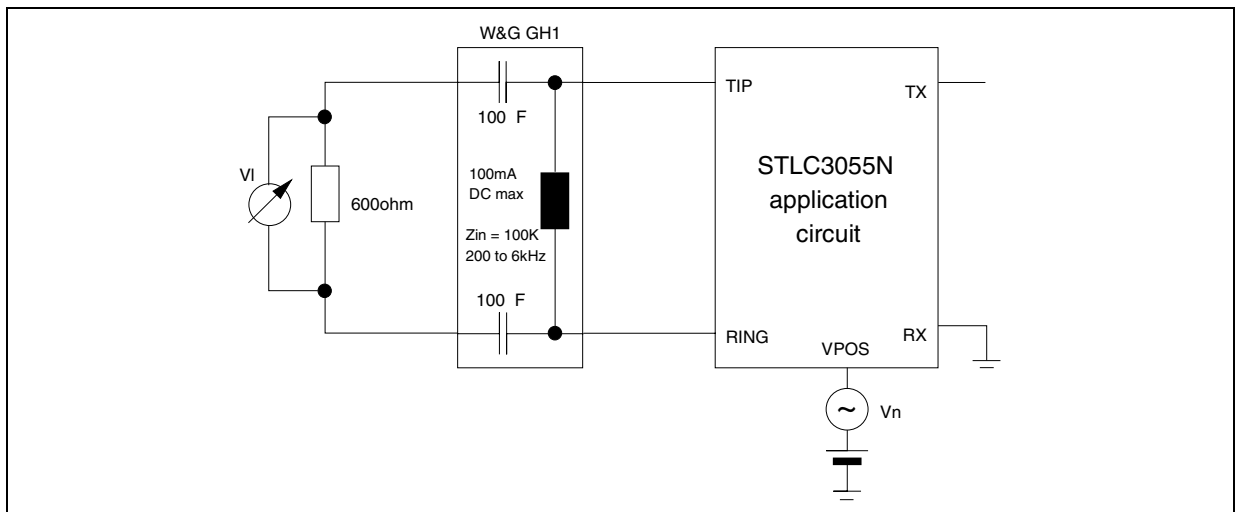 W&G GH1
TIP
TX
100 F
VI
600ohm
100mA
DC max
Zin = 100K
200 to 6kHz
STLC3055N
application
circuit
100 F
RING
VPOS
RX
~
Vn